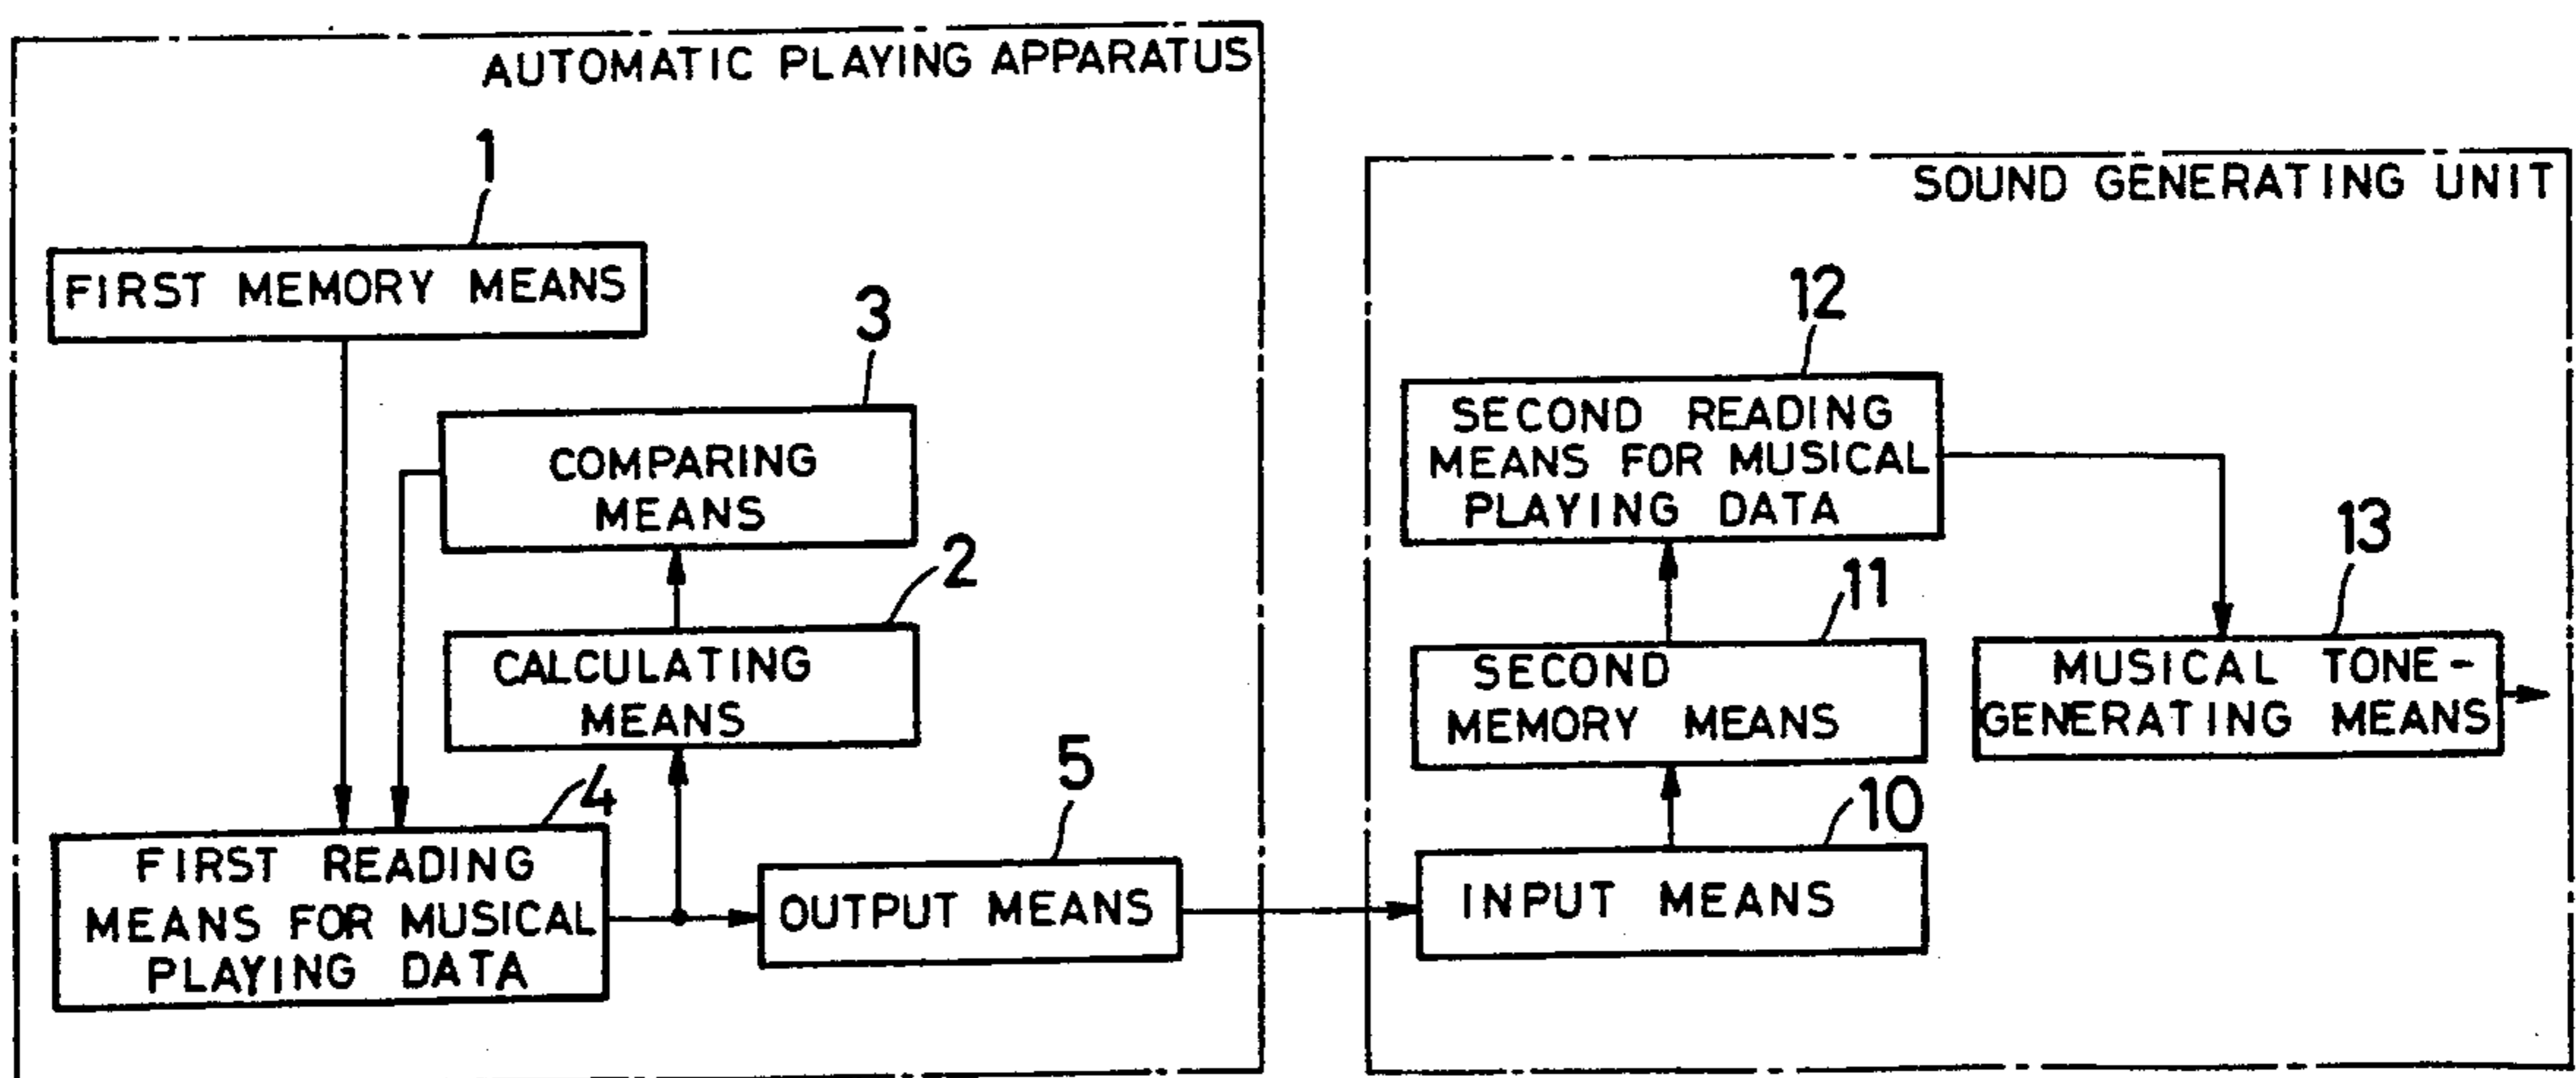 AUTOMATIC PLAYING APPARATUS
1
FIRST MEMORY MEANS
3
COMPARING
MEANS
2
CALCULATING
MEANS
4
FIRST READING
MEANS FOR MUSICAL
PLAYING DATA
5
OUTPUT MEANS
SOUND GENERATING UNIT
12
SECOND READING
MEANS FOR MUSICAL
PLAYING DATA
11
SECOND
MEMORY MEANS
10
INPUT MEANS
13
MUSICAL TONE-
GENERATING MEANS